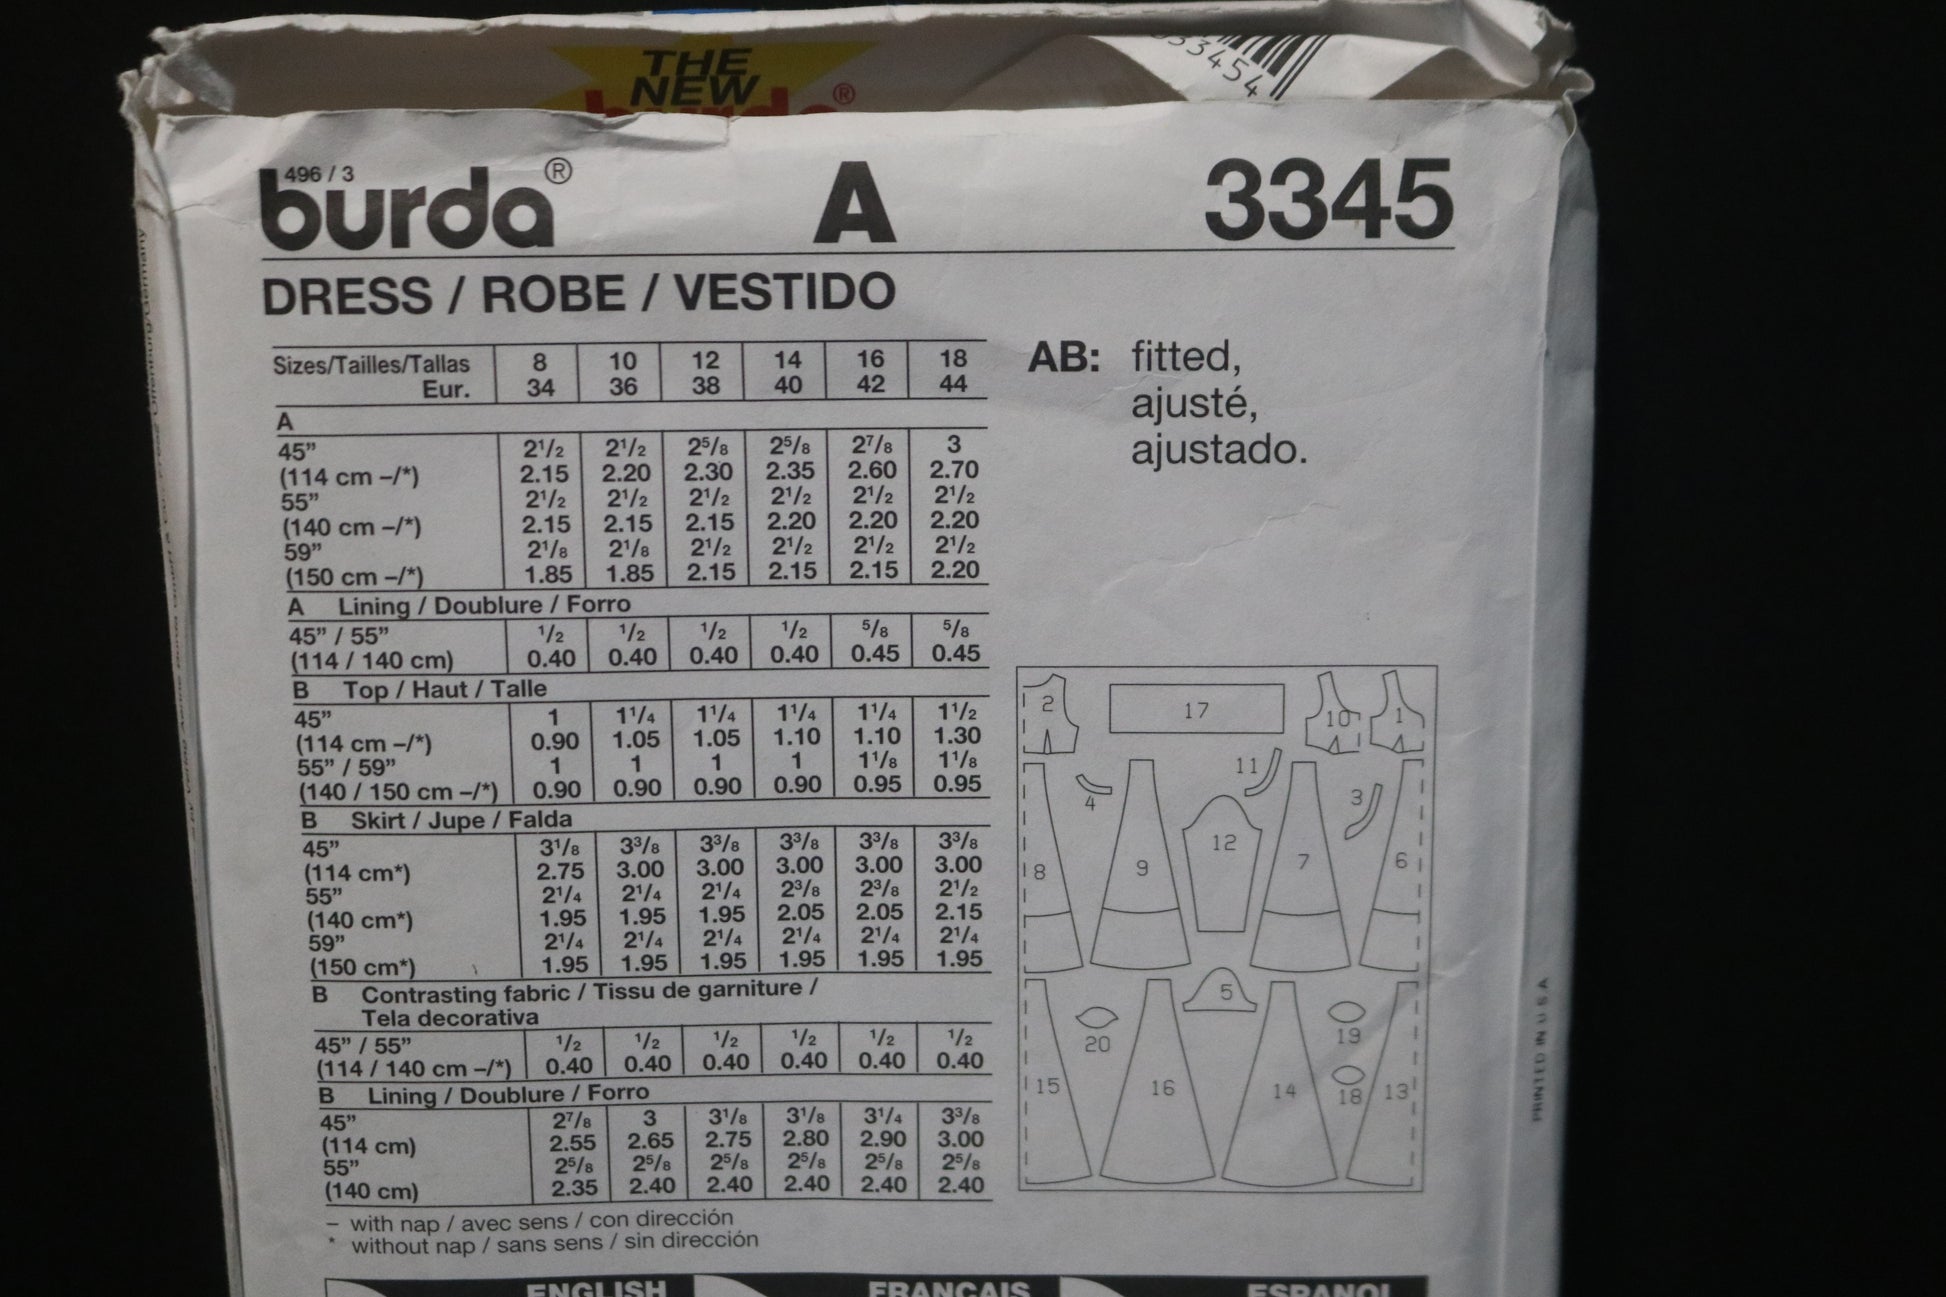 THE
NEW
burda®
33454
496 / 3
burda® A 3345
DRESS / ROBE / VESTIDO
Sizes/Tailles/Tallas 8 10 12 14 16 18
Eur. 34 36 38 40 42 44
A
45” 2¹/₂ 2¹/₂ 2⁵/₈ 2⁵/₈ 2⁷/₈ 3
(114 cm –/*) 2.15 2.20 2.30 2.35 2.60 2.70
55” 2¹/₂ 2¹/₂ 2¹/₂ 2¹/₂ 2¹/₂ 2¹/₂
(140 cm –/*) 2.15 2.15 2.15 2.20 2.20 2.20
59” 2¹/₈ 2¹/₈ 2¹/₂ 2¹/₂ 2¹/₂ 2¹/₂
(150 cm –/*) 1.85 1.85 2.15 2.15 2.15 2.20
A Lining / Doublure / Forro
45” / 55” ¹/₂ ¹/₂ ¹/₂ ¹/₂ ⁵/₈ ⁵/₈
(114 / 140 cm) 0.40 0.40 0.40 0.40 0.45 0.45
B Top / Haut / Talle
45” 1 1¹/₄ 1¹/₄ 1¹/₄ 1¹/₄ 1¹/₂
(114 cm –/*) 0.90 1.05 1.05 1.10 1.10 1.30
55” / 59” 1 1 1 1 1¹/₈ 1¹/₈
(140 / 150 cm –/*) 0.90 0.90 0.90 0.90 0.95 0.95
B Skirt / Jupe / Falda
45” 3¹/₈ 3³/₈ 3³/₈ 3³/₈ 3³/₈ 3³/₈
(114 cm*) 2.75 3.00 3.00 3.00 3.00 3.00
55” 2¹/₄ 2¹/₄ 2¹/₄ 2³/₈ 2³/₈ 2¹/₂
(140 cm*) 1.95 1.95 1.95 2.05 2.05 2.15
59” 2¹/₄ 2¹/₄ 2¹/₄ 2¹/₄ 2¹/₄ 2¹/₄
(150 cm*) 1.95 1.95 1.95 1.95 1.95 1.95
B Contrasting fabric / Tissu de garniture /
Tela decorativa
45” / 55” ¹/₂ ¹/₂ ¹/₂ ¹/₂ ¹/₂ ¹/₂
(114 / 140 cm –/*) 0.40 0.40 0.40 0.40 0.40 0.40
B Lining / Doublure / Forro
45” 2⁷/₈ 3 3¹/₈ 3¹/₈ 3¹/₄ 3³/₈
(114 cm) 2.55 2.65 2.75 2.80 2.90 3.00
55” 2⁵/₈ 2⁵/₈ 2⁵/₈ 2⁵/₈ 2⁵/₈ 2⁵/₈
(140 cm) 2.35 2.40 2.40 2.40 2.40 2.40
– with nap / avec sens / con dirección
* without nap / sans sens / sin dirección
AB: fitted,
ajusté,
ajustado.
2 17 10 1
4 11 3
8 9 12 7 6
20 5 19
15 16 14 18 13
PRINTED IN U S A
ENGLISH FRANÇAIS ESPAÑOL